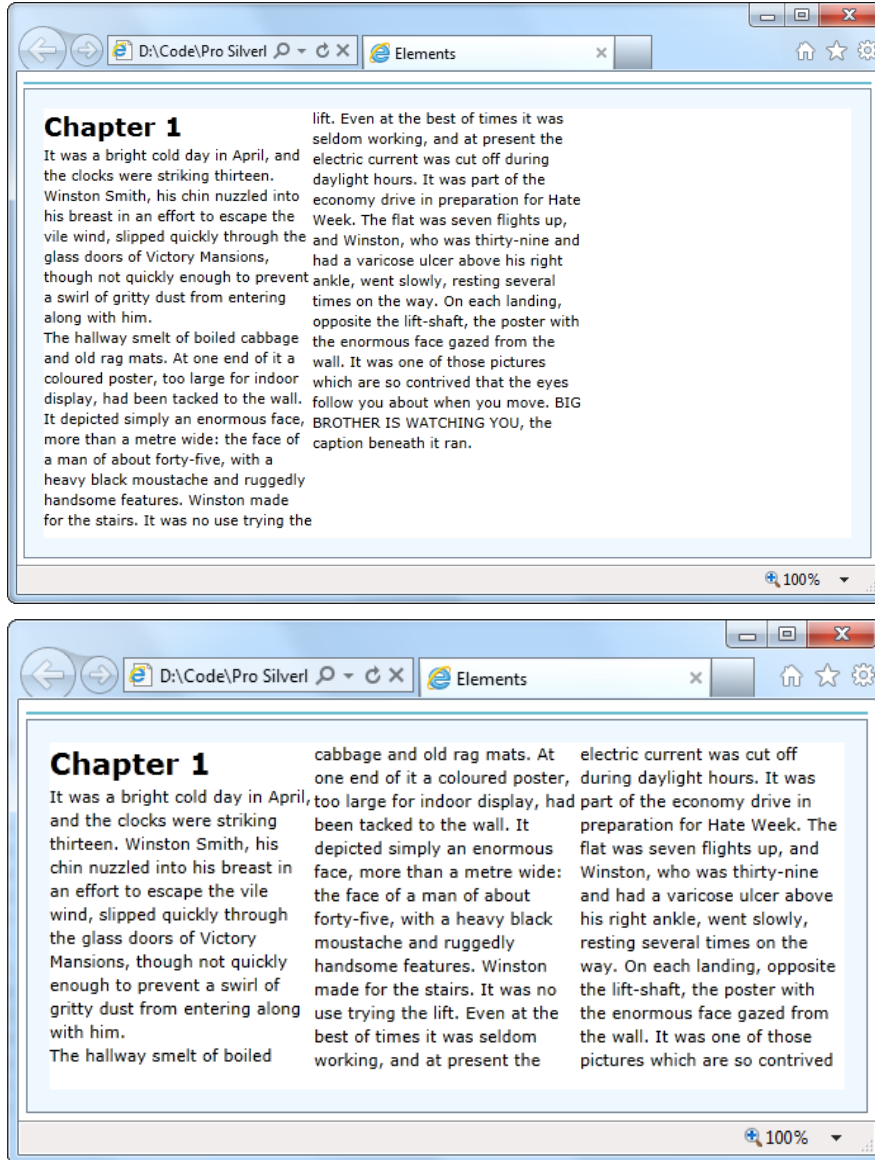 D:\Code\Pro Silverl
Elements
Chapter 1
It was a bright cold day in April, and
the clocks were striking thirteen.
Winston Smith, his chin nuzzled into
his breast in an effort to escape the
vile wind, slipped quickly through the
glass doors of Victory Mansions,
though not quickly enough to prevent
a swirl of gritty dust from entering
along with him.
The hallway smelt of boiled cabbage
and old rag mats. At one end of it a
coloured poster, too large for indoor
display, had been tacked to the wall.
It depicted simply an enormous face,
more than a metre wide: the face of
a man of about forty-five, with a
heavy black moustache and ruggedly
handsome features. Winston made
for the stairs. It was no use trying the
lift. Even at the best of times it was
seldom working, and at present the
electric current was cut off during
daylight hours. It was part of the
economy drive in preparation for Hate
Week. The flat was seven flights up,
and Winston, who was thirty-nine and
had a varicose ulcer above his right
ankle, went slowly, resting several
times on the way. On each landing,
opposite the lift-shaft, the poster with
the enormous face gazed from the
wall. It was one of those pictures
which are so contrived that the eyes
follow you about when you move. BIG
BROTHER IS WATCHING YOU, the
caption beneath it ran.
100%
D:\Code\Pro Silverl
Elements
Chapter 1
It was a bright cold day in April,
and the clocks were striking
thirteen. Winston Smith, his
chin nuzzled into his breast in
an effort to escape the vile
wind, slipped quickly through
the glass doors of Victory
Mansions, though not quickly
enough to prevent a swirl of
gritty dust from entering along
with him.
The hallway smelt of boiled
cabbage and old rag mats. At
one end of it a coloured poster,
too large for indoor display, had
been tacked to the wall. It
depicted simply an enormous
face, more than a metre wide:
the face of a man of about
forty-five, with a heavy black
moustache and ruggedly
handsome features. Winston
made for the stairs. It was no
use trying the lift. Even at the
best of times it was seldom
working, and at present the
electric current was cut off
during daylight hours. It was
part of the economy drive in
preparation for Hate Week. The
flat was seven flights up, and
Winston, who was thirty-nine
and had a varicose ulcer above
his right ankle, went slowly,
resting several times on the
way. On each landing, opposite
the lift-shaft, the poster with
the enormous face gazed from
the wall. It was one of those
pictures which are so contrived
100%